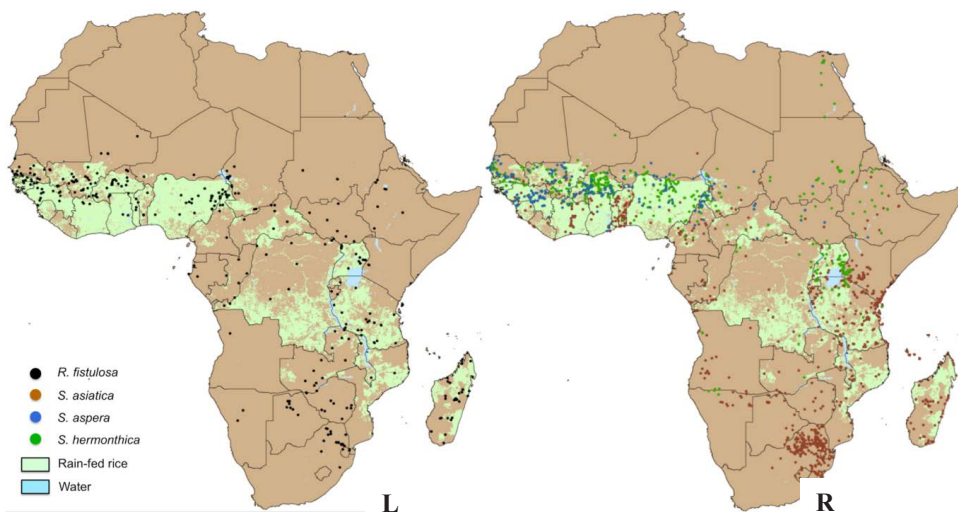 R. fistulosa
S. asiatica
S. aspera
S. hermonthica
Rain-fed rice
Water
L
R